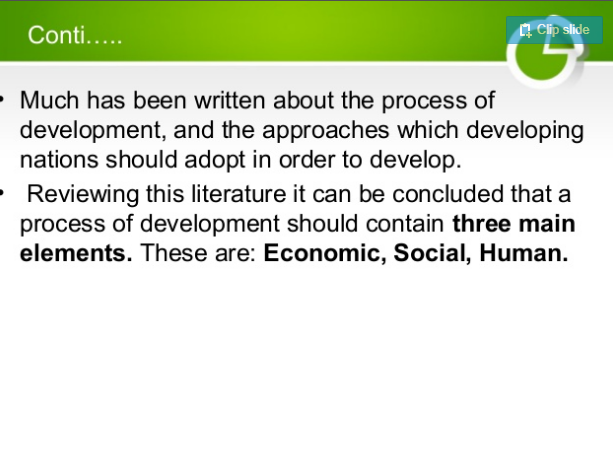 Conti…..
Clip slide
• Much has been written about the process of
development, and the approaches which developing
nations should adopt in order to develop.
• Reviewing this literature it can be concluded that a
process of development should contain three main
elements. These are: Economic, Social, Human.